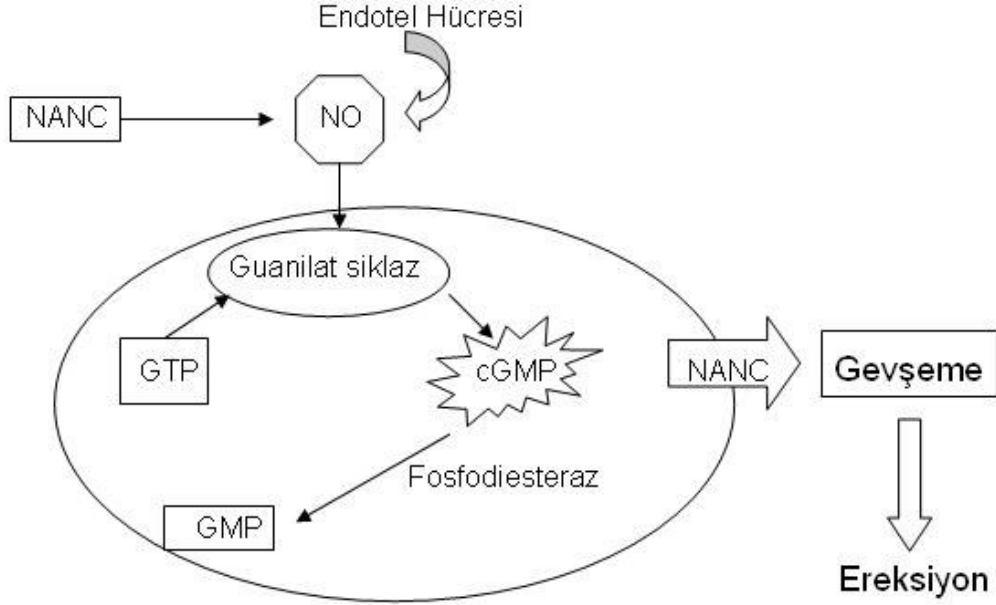 Endotel Hücresi
NANC
NO
Guanilat siklaz
GTP
cGMP
NANC
Gevşeme
Fosfodiesteraz
GMP
Ereksiyon